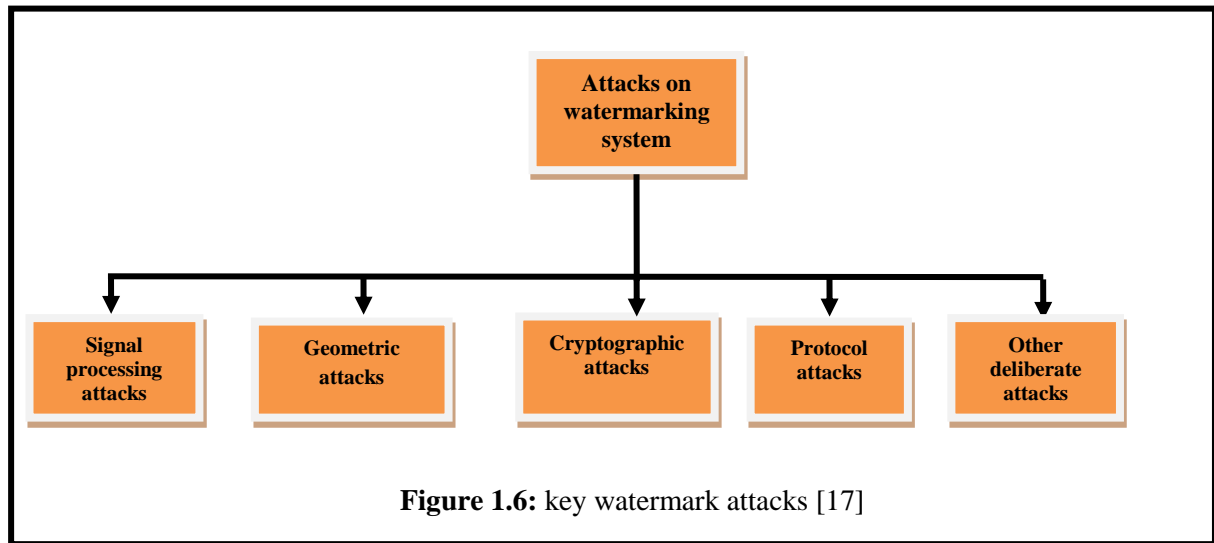 Attacks on
watermarking
system
Signal
processing
attacks
Geometric
attacks
Cryptographic
attacks
Protocol
attacks
Other
deliberate
attacks
Figure 1.6: key watermark attacks [17]